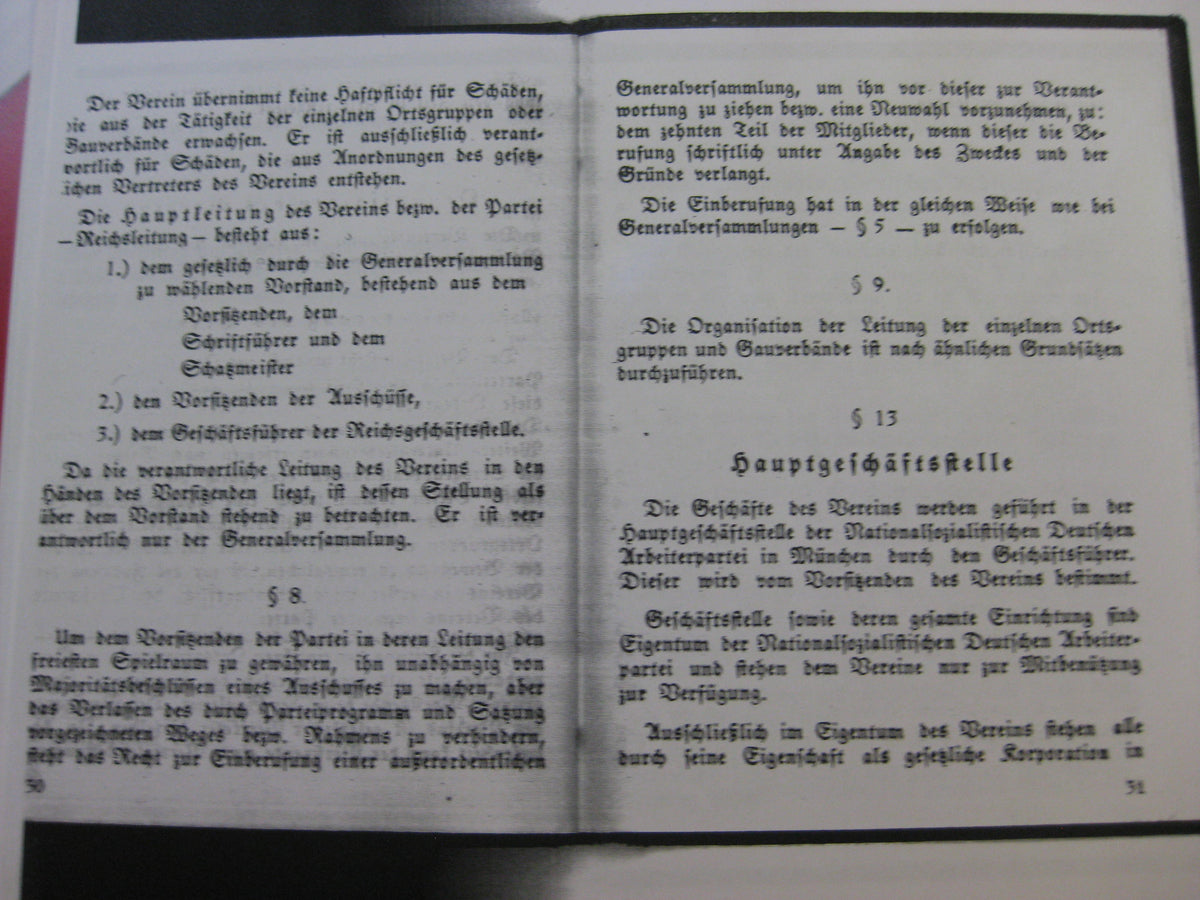 Der Verein übernimmt keine Haftpflicht für Schäden,
die aus der Tätigkeit der einzelnen Ortsgruppen oder
Gauverbände erwachsen. Er ist ausschließlich verant-
wortlich für Schäden, die aus Anordnungen des gesetz-
lichen Vertreters des Vereins entstehen.
Die Hauptleitung des Vereins bezw. der Partei
— Reichsleitung — besteht aus:
1.) dem gesetzlich durch die Generalversammlung
zu wählenden Vorstand, bestehend aus dem
Vorsitzenden, dem
Schriftführer und dem
Schatzmeister
2.) den Vorsitzenden der Ausschüsse,
3.) dem Geschäftsführer der Reichsgeschäftsstelle.
Da die verantwortliche Leitung des Vereins in den
Händen des Vorsitzenden liegt, ist dessen Stellung als
über dem Vorstand stehend zu betrachten. Er ist ver-
antwortlich nur der Generalversammlung.
§ 8.
Um dem Vorsitzenden der Partei in deren Leitung den
freiesten Spielraum zu gewähren, ihn unabhängig von
Majoritätsbeschlüssen eines Ausschusses zu machen, aber
das Verlassen des durch Parteiprogramm und Satzung
vorgezeichneten Weges bezw. Rahmens zu verhindern,
steht das Recht zur Einberufung einer außerordentlichen
30
Generalversammlung, um ihn vor dieser zur Verant-
wortung zu ziehen bezw. eine Neuwahl vorzunehmen, zu:
dem zehnten Teil der Mitglieder, wenn dieser die Be-
rufung schriftlich unter Angabe des Zweckes und der
Gründe verlangt.
Die Einberufung hat in der gleichen Weise wie bei
Generalversammlungen — § 5 — zu erfolgen.
§ 9.
Die Organisation der Leitung der einzelnen Orts-
gruppen und Gauverbände ist nach ähnlichen Grundsätzen
durchzuführen.
§ 13
Hauptgeschäftsstelle
Die Geschäfte des Vereins werden geführt in der
Hauptgeschäftsstelle der Nationalsozialistischen Deutschen
Arbeiterpartei in München durch den Geschäftsführer.
Dieser wird vom Vorsitzenden des Vereins bestimmt.
Geschäftsstelle sowie deren gesamte Einrichtung sind
Eigentum der Nationalsozialistischen Deutschen Arbeiter-
partei und stehen dem Vereine nur zur Mitbenützung
zur Verfügung.
Ausschließlich im Eigentum des Vereins stehen alle
durch seine Eigenschaft als gesetzliche Korporation in
31